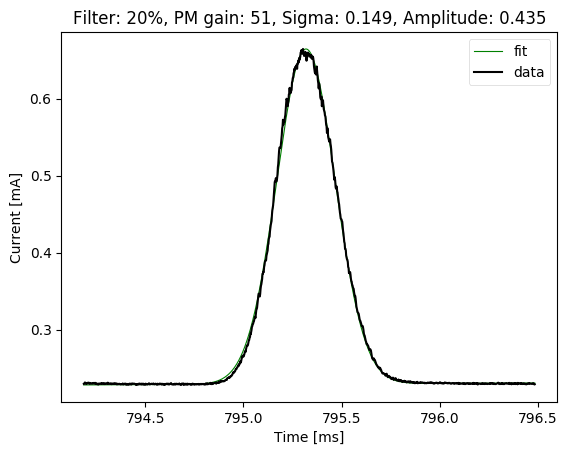 Filter: 20%, PM gain: 51, Sigma: 0.149, Amplitude: 0.435
fit
data
0.6
0.5
0.4
0.3
Current [mA]
794.5 795.0 795.5 796.0 796.5
Time [ms]